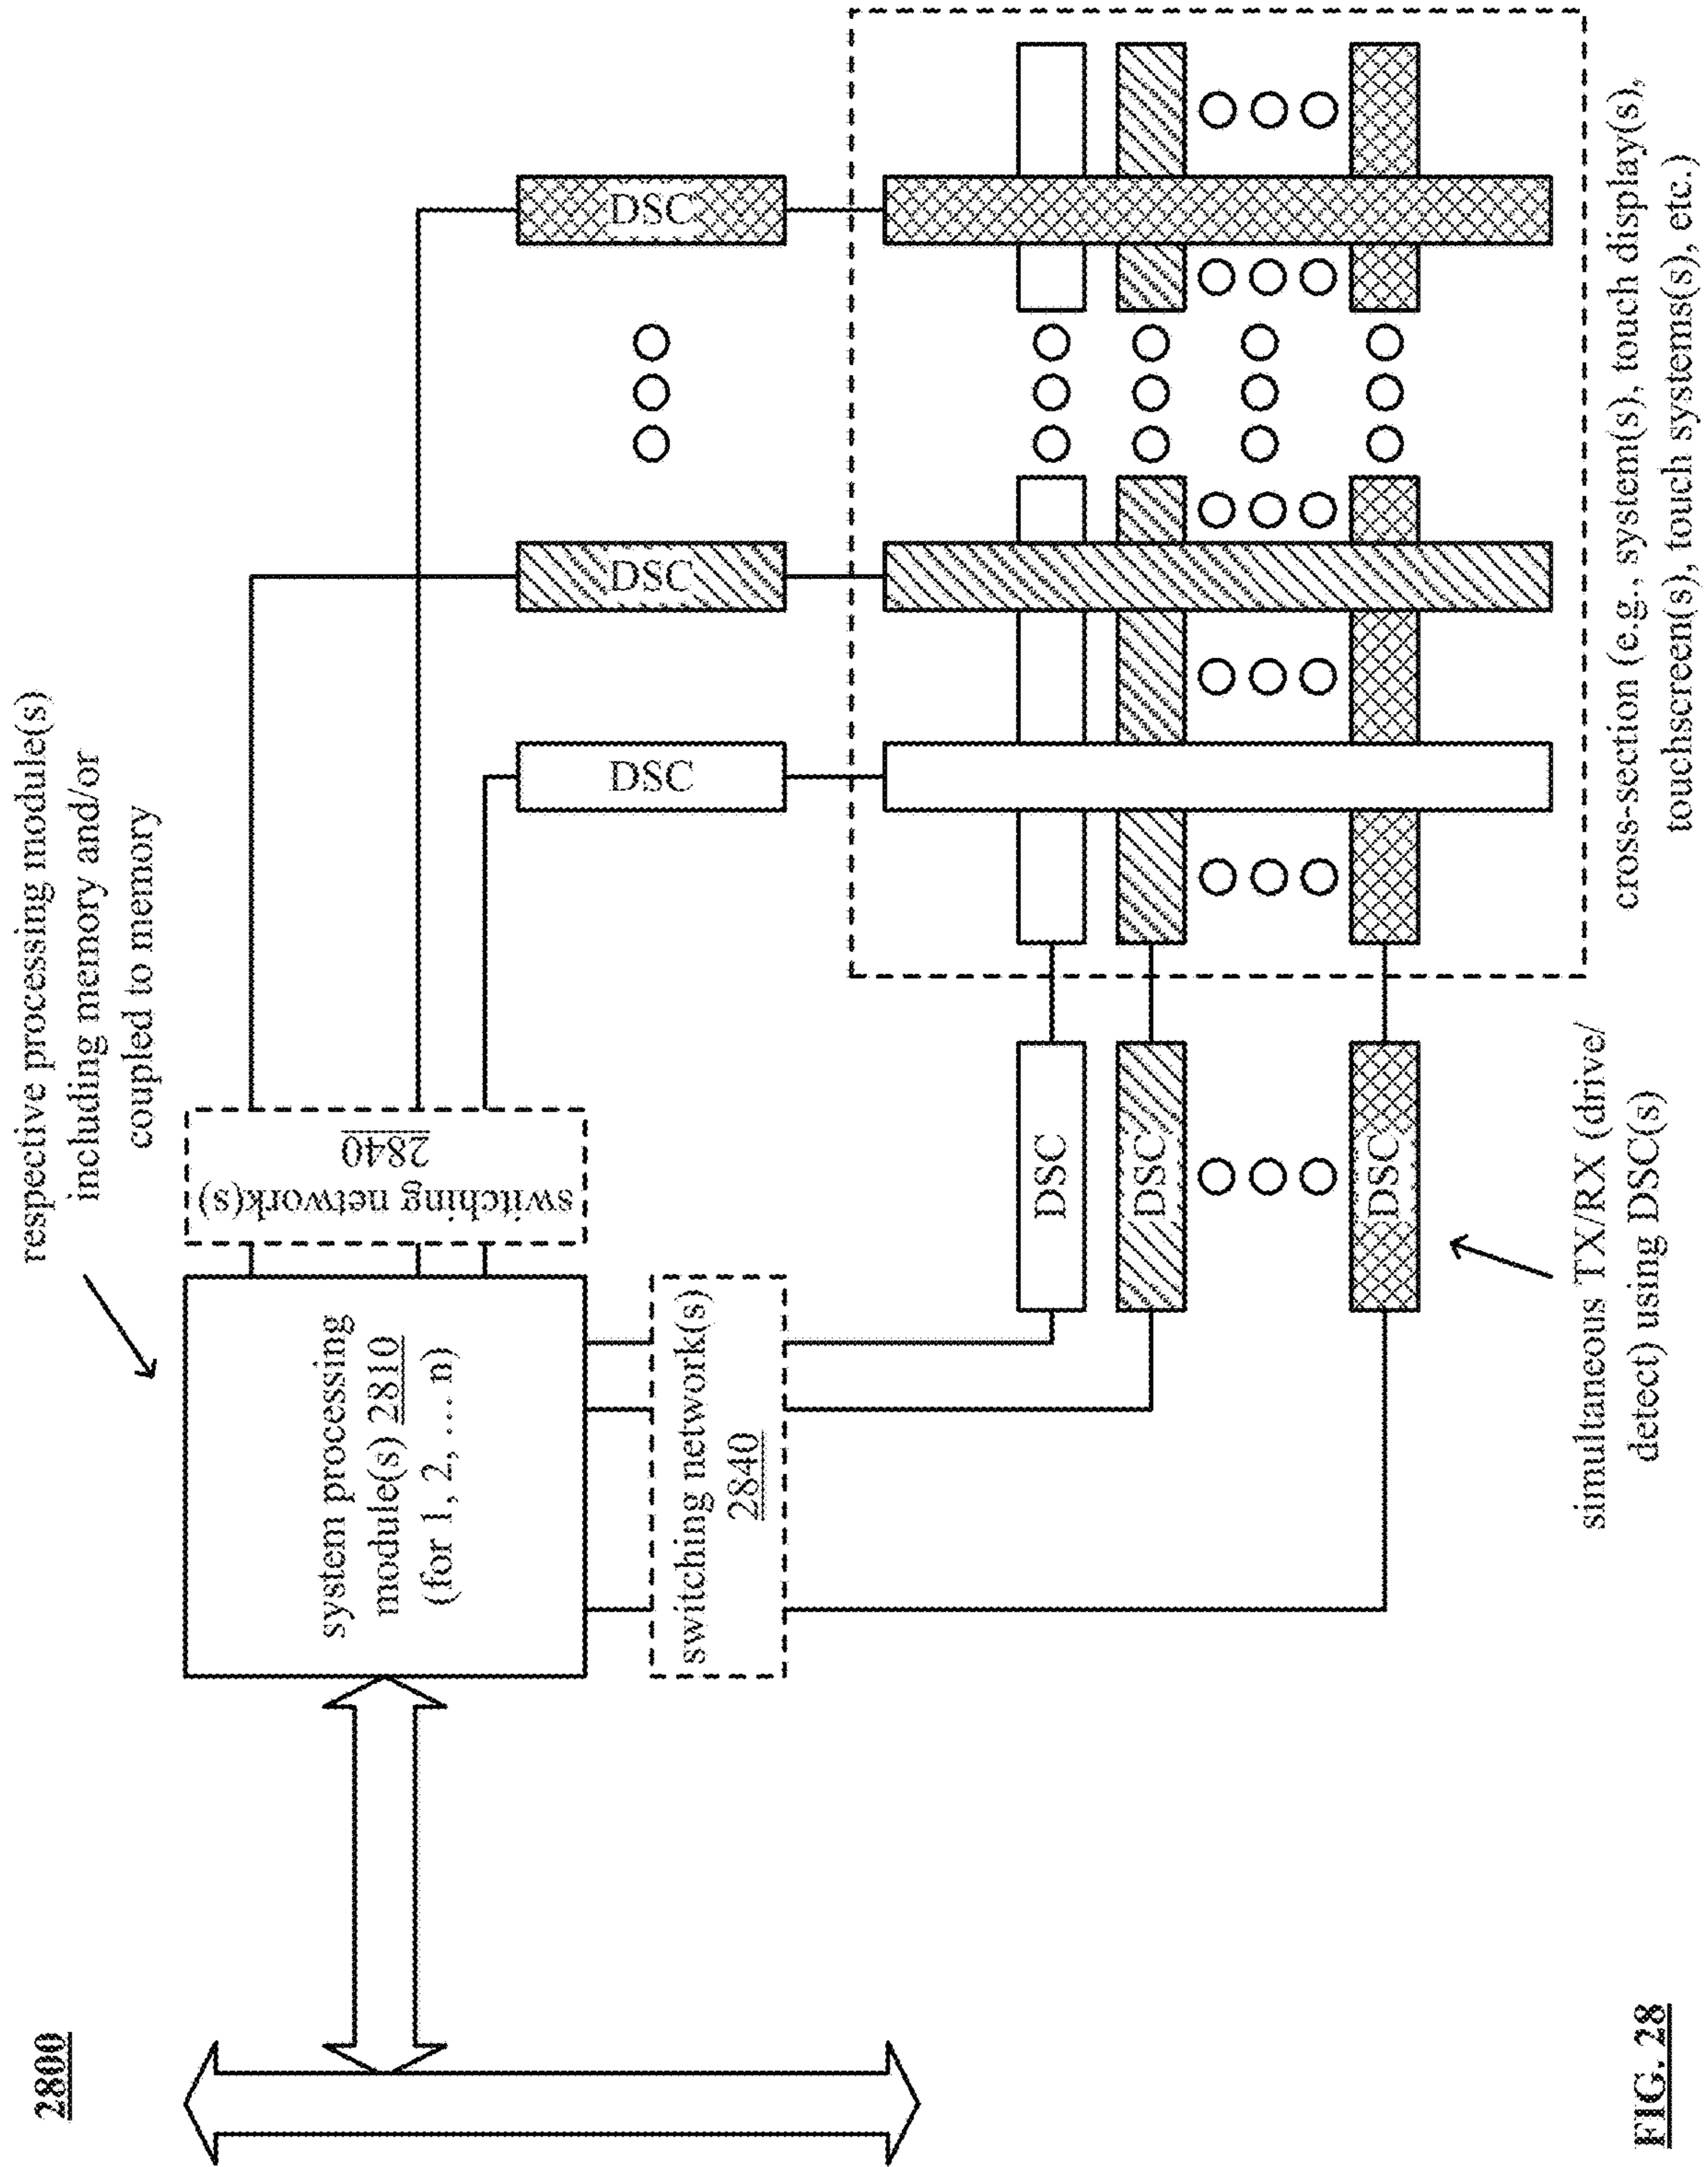 2800
respective processing module(s)
including memory and/or
coupled to memory
system processing
module(s) 2810
(for 1, 2, … n)
switching network(s)
2840
switching network(s)
2840
DSC
DSC
DSC
DSC
DSC
DSC
simultaneous TX/RX (drive/
detect) using DSC(s)
cross-section (e.g., system(s), touch display(s),
touchscreen(s), touch systems(s), etc.)
FIG. 28